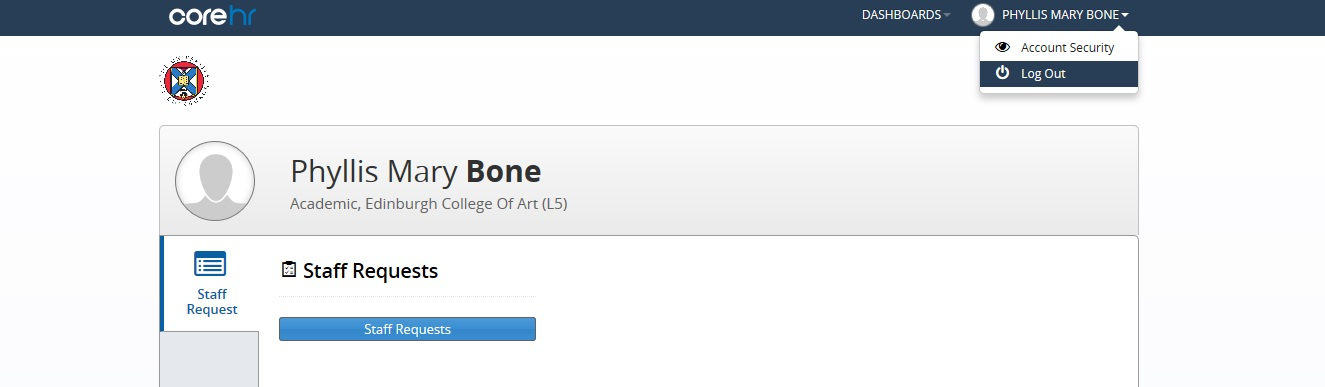 corehr
DASHBOARDS
PHYLLIS MARY BONE
Account Security
Log Out
Phyllis Mary Bone
Academic, Edinburgh College Of Art (L5)
Staff
Request
Staff Requests
Staff Requests